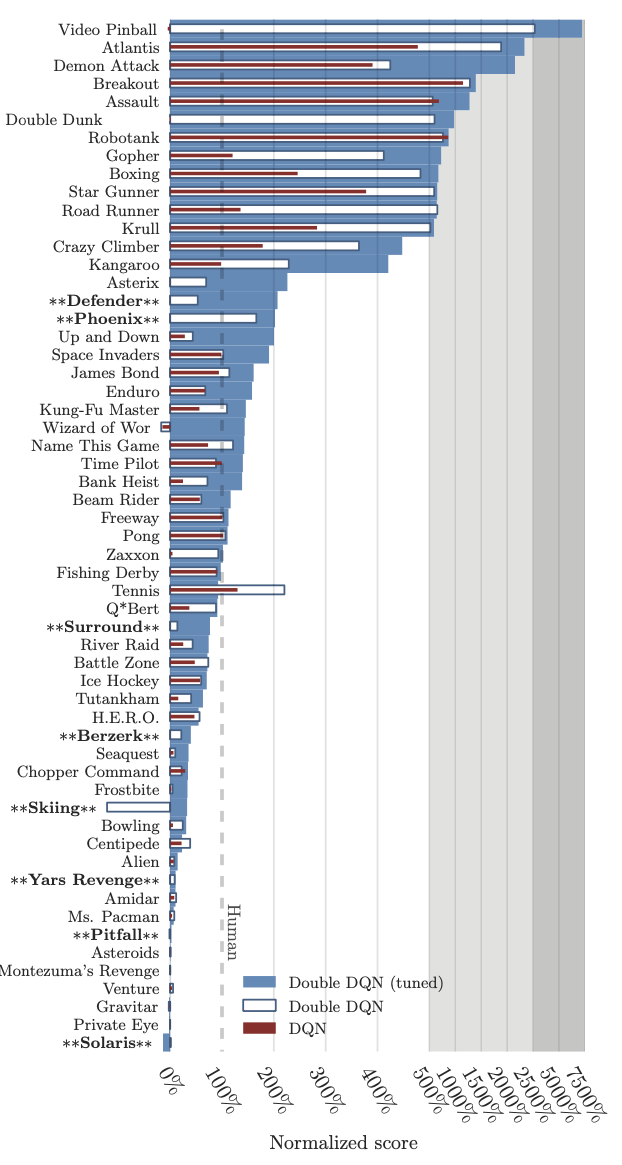 Video Pinball
Atlantis
Demon Attack
Breakout
Assault
Double Dunk
Robotank
Gopher
Boxing
Star Gunner
Road Runner
Krull
Crazy Climber
Kangaroo
Asterix
**Defender**
**Phoenix**
Up and Down
Space Invaders
James Bond
Enduro
Kung-Fu Master
Wizard of Wor
Name This Game
Time Pilot
Bank Heist
Beam Rider
Freeway
Pong
Zaxxon
Fishing Derby
Tennis
Q*Bert
**Surround**
River Raid
Battle Zone
Ice Hockey
Tutankham
H.E.R.O.
**Berzerk**
Seaquest
Chopper Command
Frostbite
**Skiing**
Bowling
Centipede
Alien
**Yars Revenge**
Amidar
Ms. Pacman
**Pitfall**
Asteroids
Montezuma's Revenge
Venture
Gravitar
Private Eye
**Solaris**
Human
Double DQN (tuned)
Double DQN
DQN
0%
100%
200%
300%
400%
500%
1000%
1500%
2000%
2500%
5000%
7500%
Normalized score